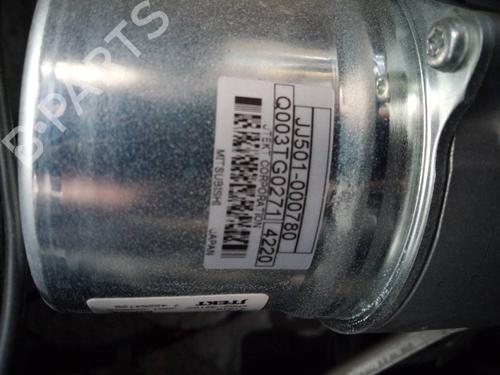 B-PARTS
JJ501-000780
Q003TG0271 4220
JTEKT CORPORATION
MITSUBISHI JAPAN
JTEKT